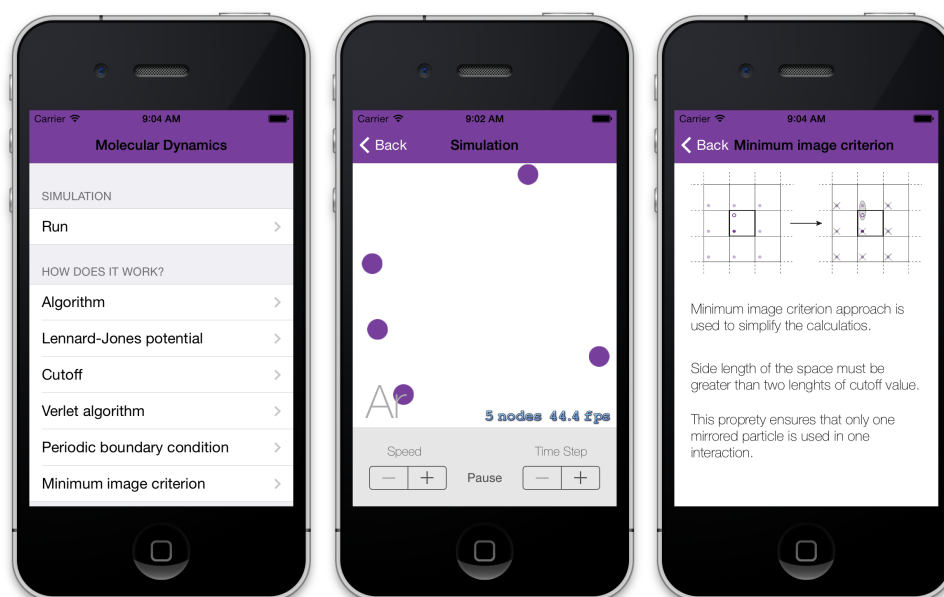 Carrier 9:04 AM
Molecular Dynamics
SIMULATION
Run
HOW DOES IT WORK?
Algorithm
Lennard-Jones potential
Cutoff
Verlet algorithm
Periodic boundary condition
Minimum image criterion
Carrier 9:02 AM
Back Simulation
Ar
5 nodes 44.4 fps
Speed Time Step
− + Pause − +
Carrier 9:04 AM
Back Minimum image criterion
Minimum image criterion approach is
used to simplify the calculatios.
Side length of the space must be
greater than two lenghts of cutoff value.
This proprety ensures that only one
mirrored particle is used in one
interaction.